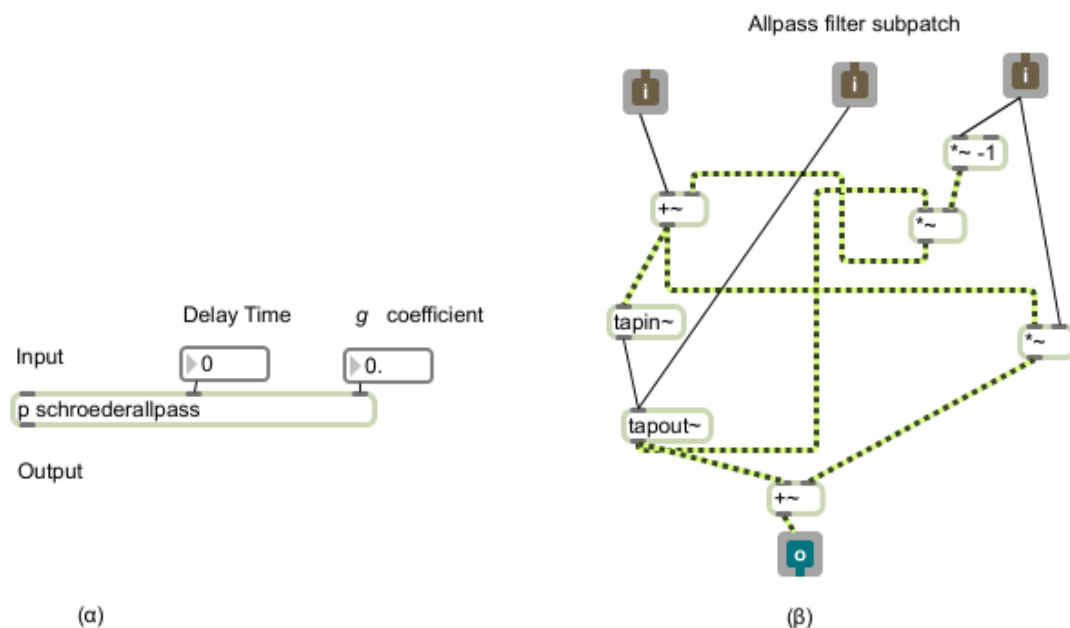 Allpass filter subpatch
i
i
i
*~ -1
+~
*~
Delay Time
g coefficient
tapin~
Input
0
0.
*~
p schroederallpass
tapout~
Output
+~
o
(α)
(β)